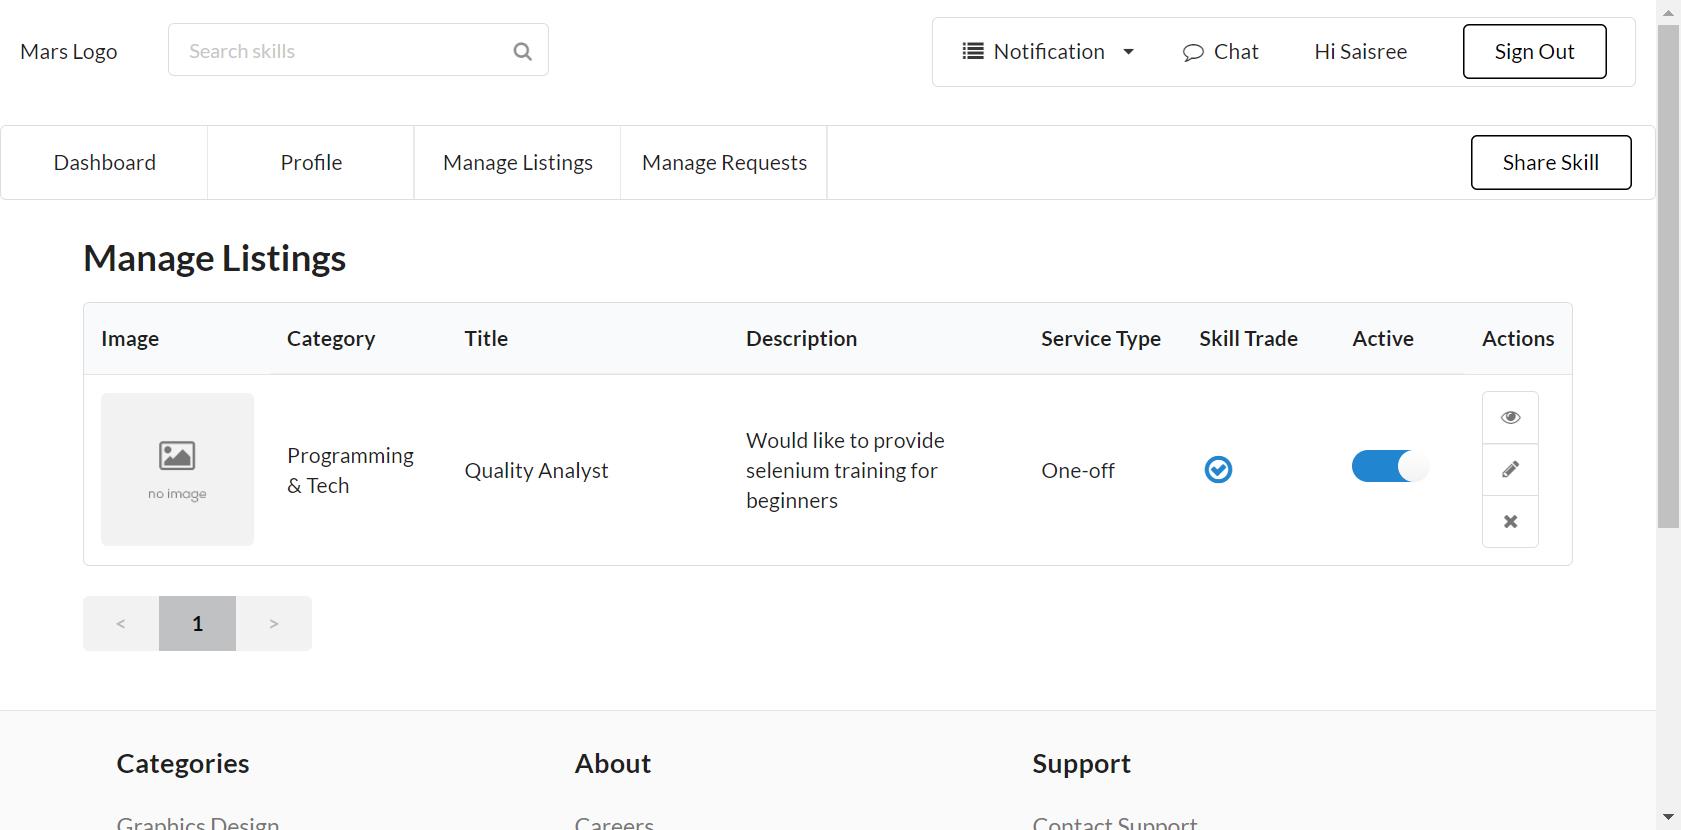 Mars Logo
Search skills
Notification
Chat
Hi Saisree
Sign Out
Dashboard
Profile
Manage Listings
Manage Requests
Share Skill
Manage Listings
Image Category Title Description Service Type Skill Trade Active Actions
no image
Programming
& Tech
Quality Analyst
Would like to provide
selenium training for
beginners
One-off
< 1 >
Categories About Support
Graphics Design Careers Contact Support